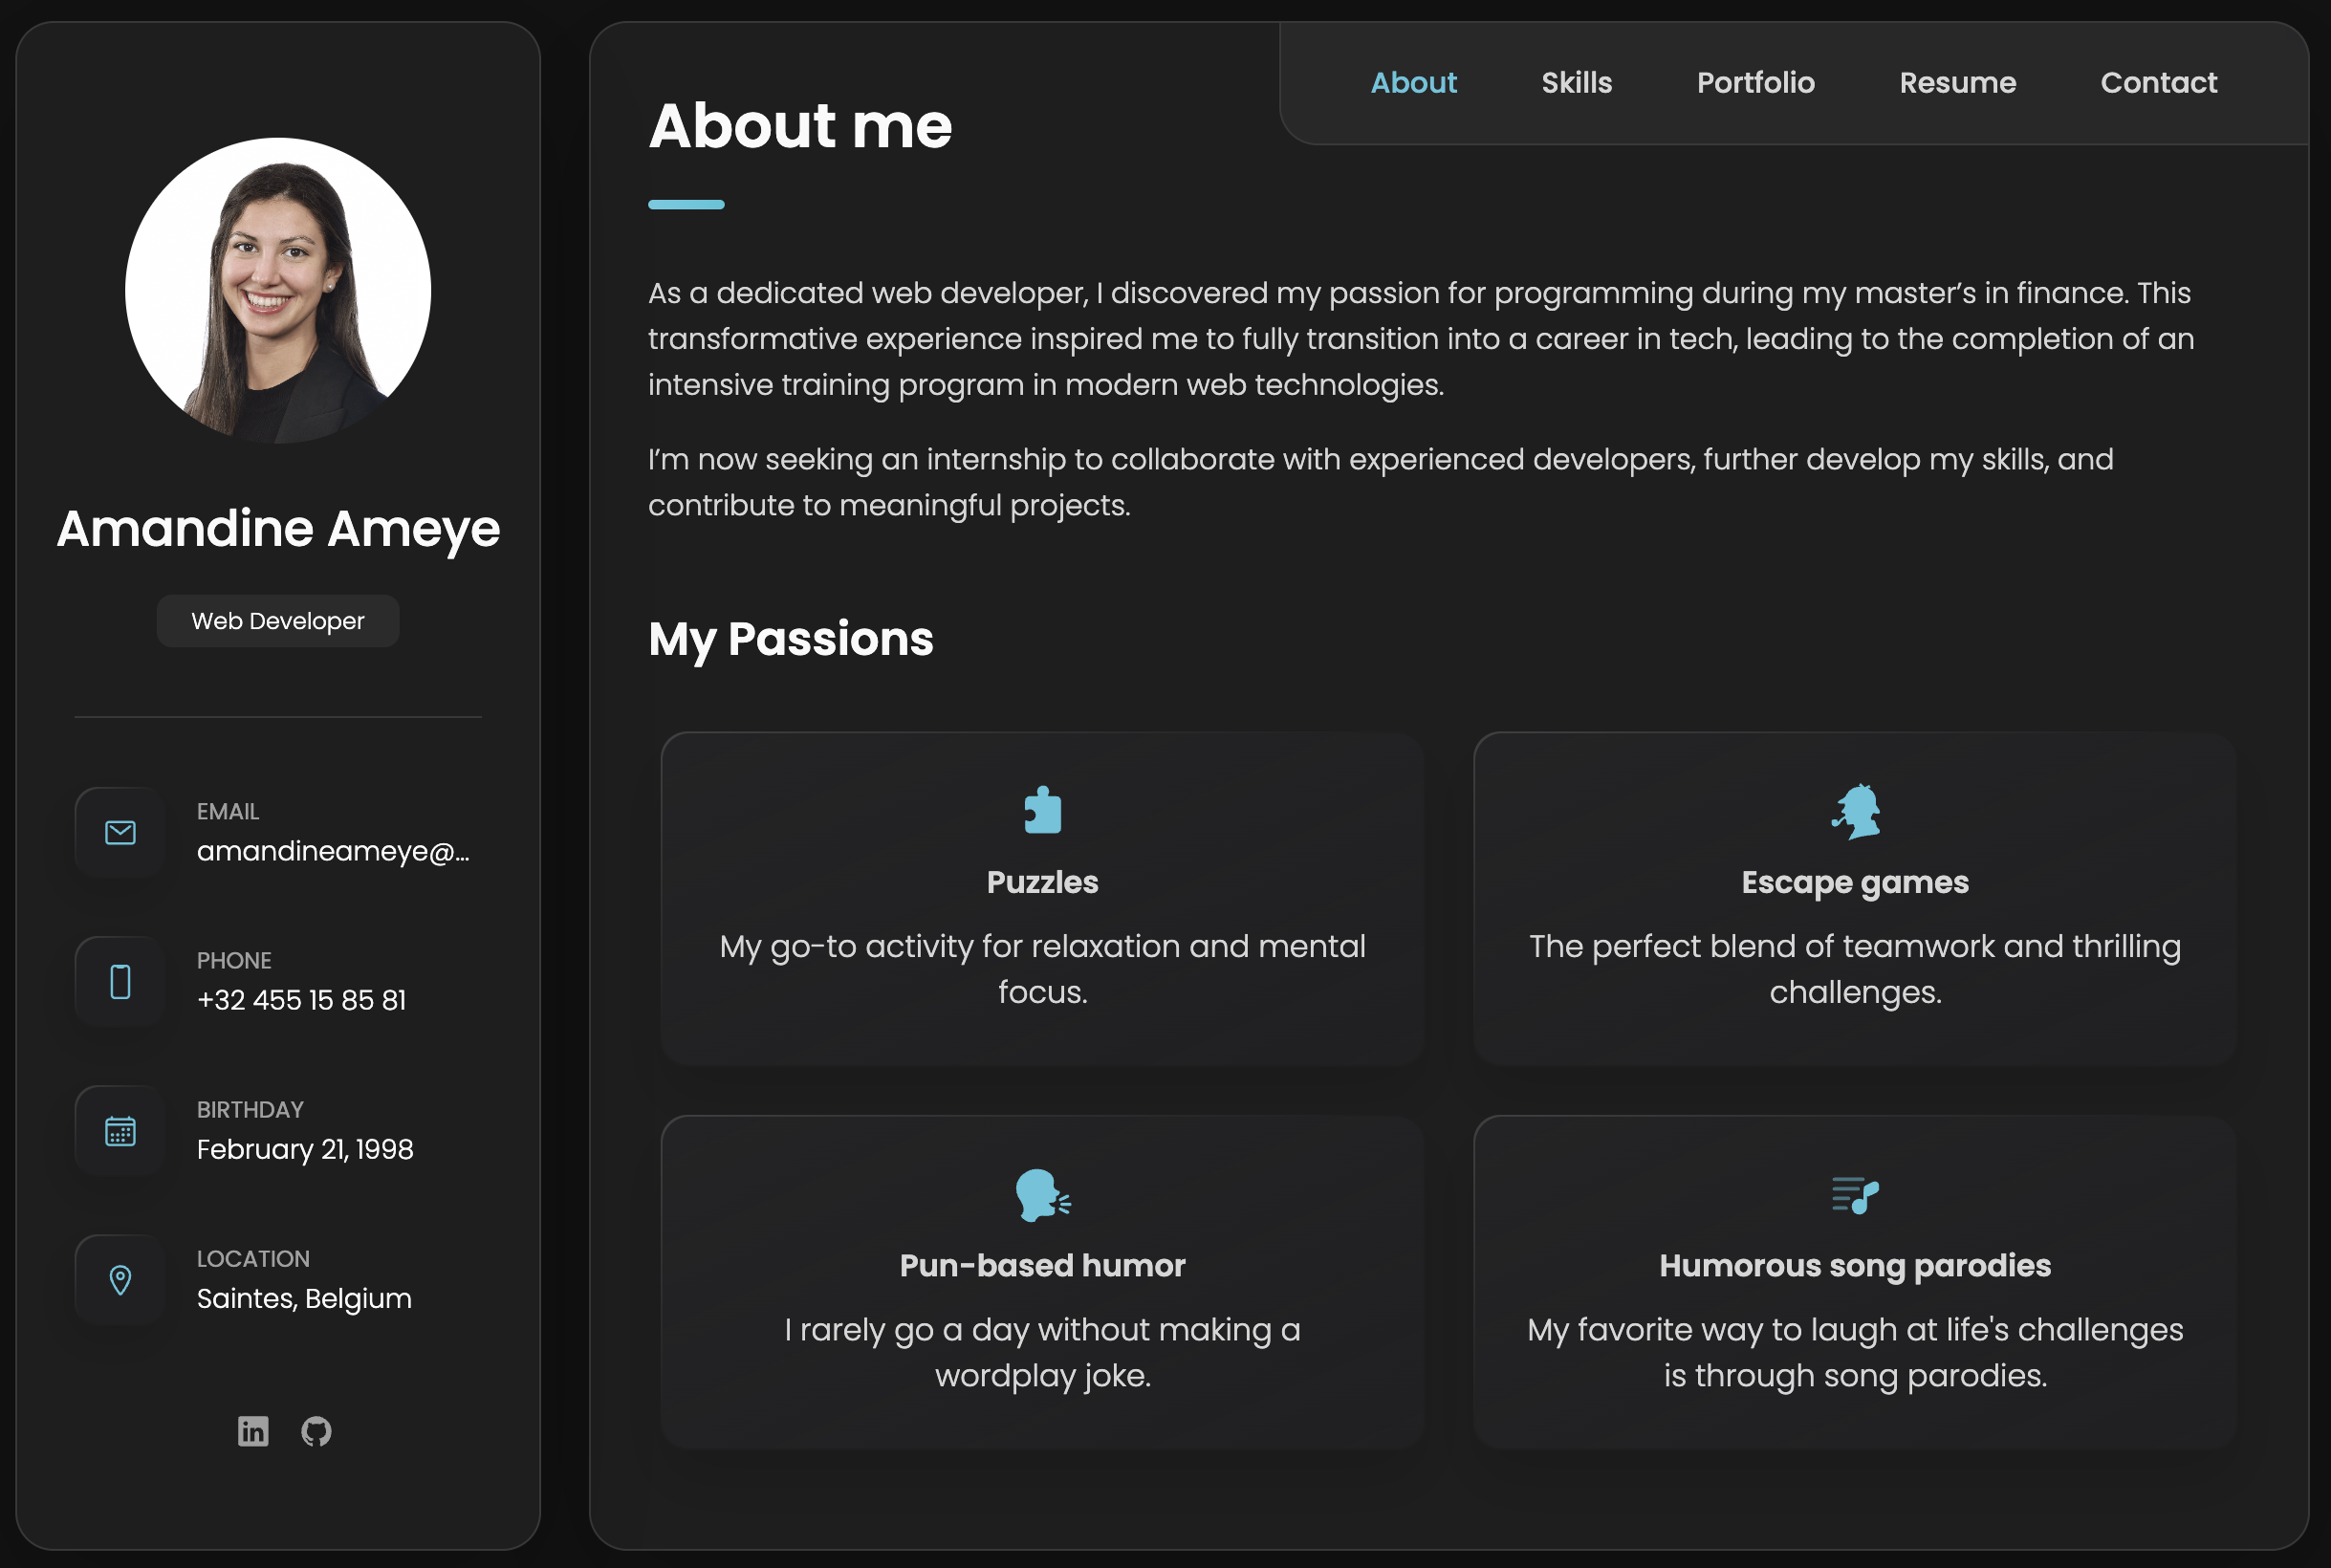 Amandine Ameye
Web Developer
EMAIL
amandineameye@...
PHONE
+32 455 15 85 81
BIRTHDAY
February 21, 1998
LOCATION
Saintes, Belgium
in
About
Skills
Portfolio
Resume
Contact
About me
As a dedicated web developer, I discovered my passion for programming during my master’s in finance. This
transformative experience inspired me to fully transition into a career in tech, leading to the completion of an
intensive training program in modern web technologies.
I’m now seeking an internship to collaborate with experienced developers, further develop my skills, and
contribute to meaningful projects.
My Passions
Puzzles
My go-to activity for relaxation and mental
focus.
Escape games
The perfect blend of teamwork and thrilling
challenges.
Pun-based humor
I rarely go a day without making a
wordplay joke.
Humorous song parodies
My favorite way to laugh at life's challenges
is through song parodies.